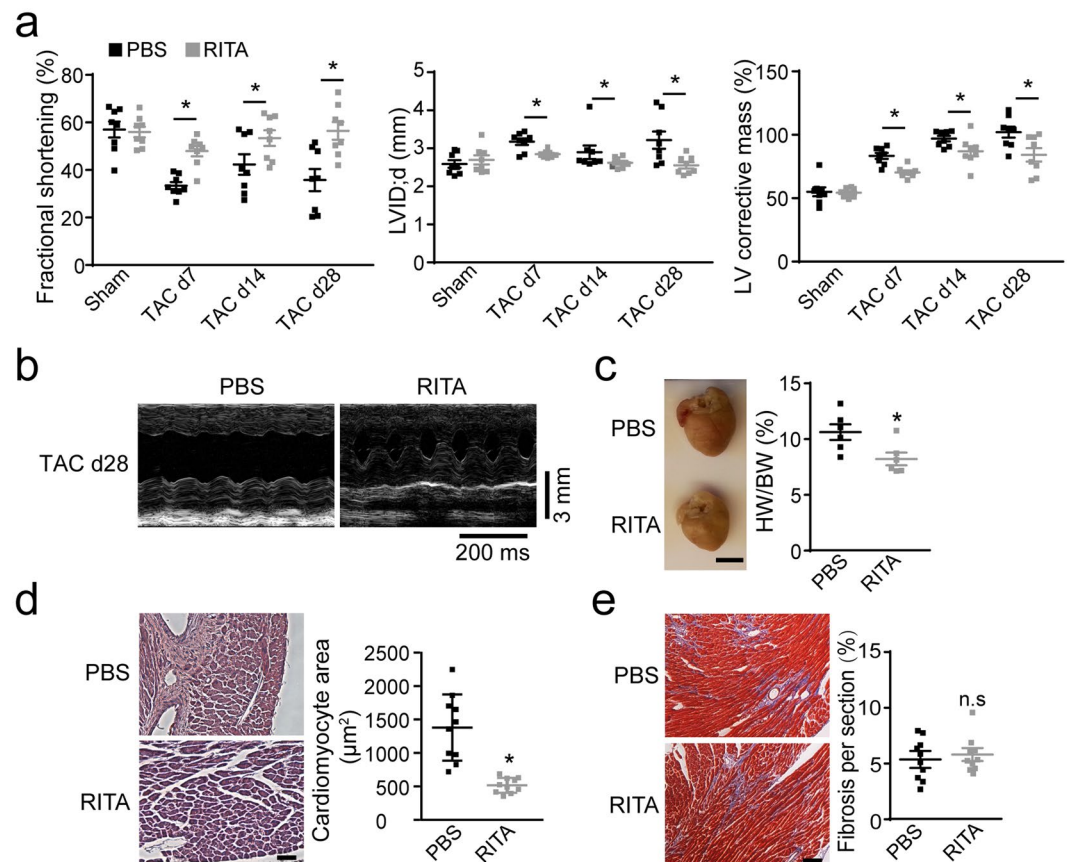 a
PBS RITA
Fractional shortening (%)
80
60
40
20
0
* * *
Sham
TAC d7
TAC d14
TAC d28
LVID:d (mm)
5
4
3
2
1
0
* * *
Sham
TAC d7
TAC d14
TAC d28
LV corrective mass (%)
150
100
50
0
* * *
Sham
TAC d7
TAC d14
TAC d28
b
PBS RITA
TAC d28
3 mm
200 ms
c
PBS
RITA
HW/BW (%)
15
10
5
0
*
PBS
RITA
d
PBS
RITA
Cardiomyocyte area
(µm²)
2500
2000
1500
1000
500
0
*
PBS
RITA
e
PBS
RITA
Fibrosis per section (%)
15
10
5
0
n.s
PBS
RITA